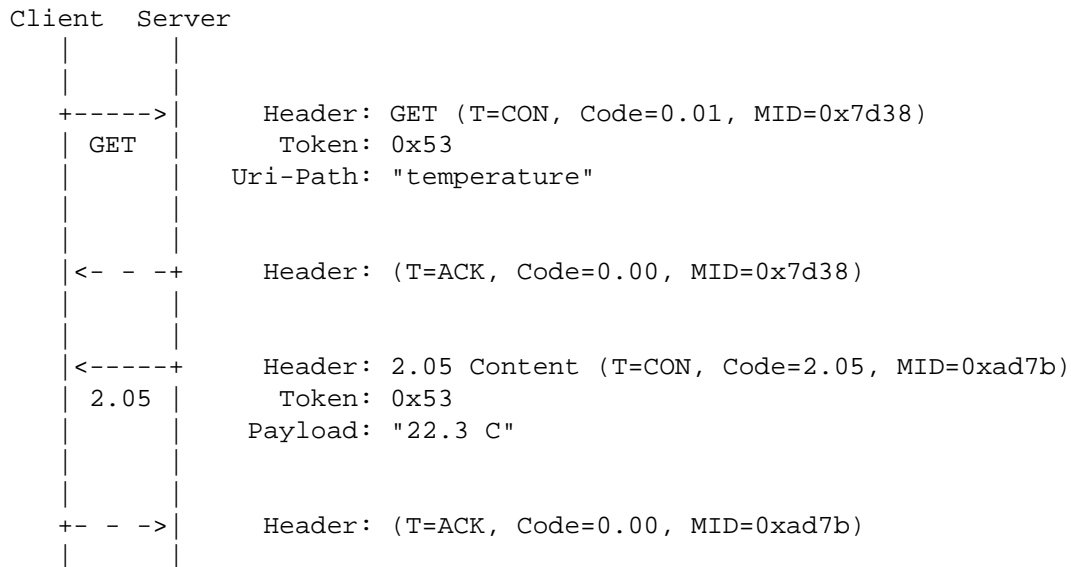 Client Server
Header: GET (T=CON, Code=0.01, MID=0x7d38)
GET Token: 0x53
Uri-Path: "temperature"
Header: (T=ACK, Code=0.00, MID=0x7d38)
Header: 2.05 Content (T=CON, Code=2.05, MID=0xad7b)
2.05 Token: 0x53
Payload: "22.3 C"
Header: (T=ACK, Code=0.00, MID=0xad7b)